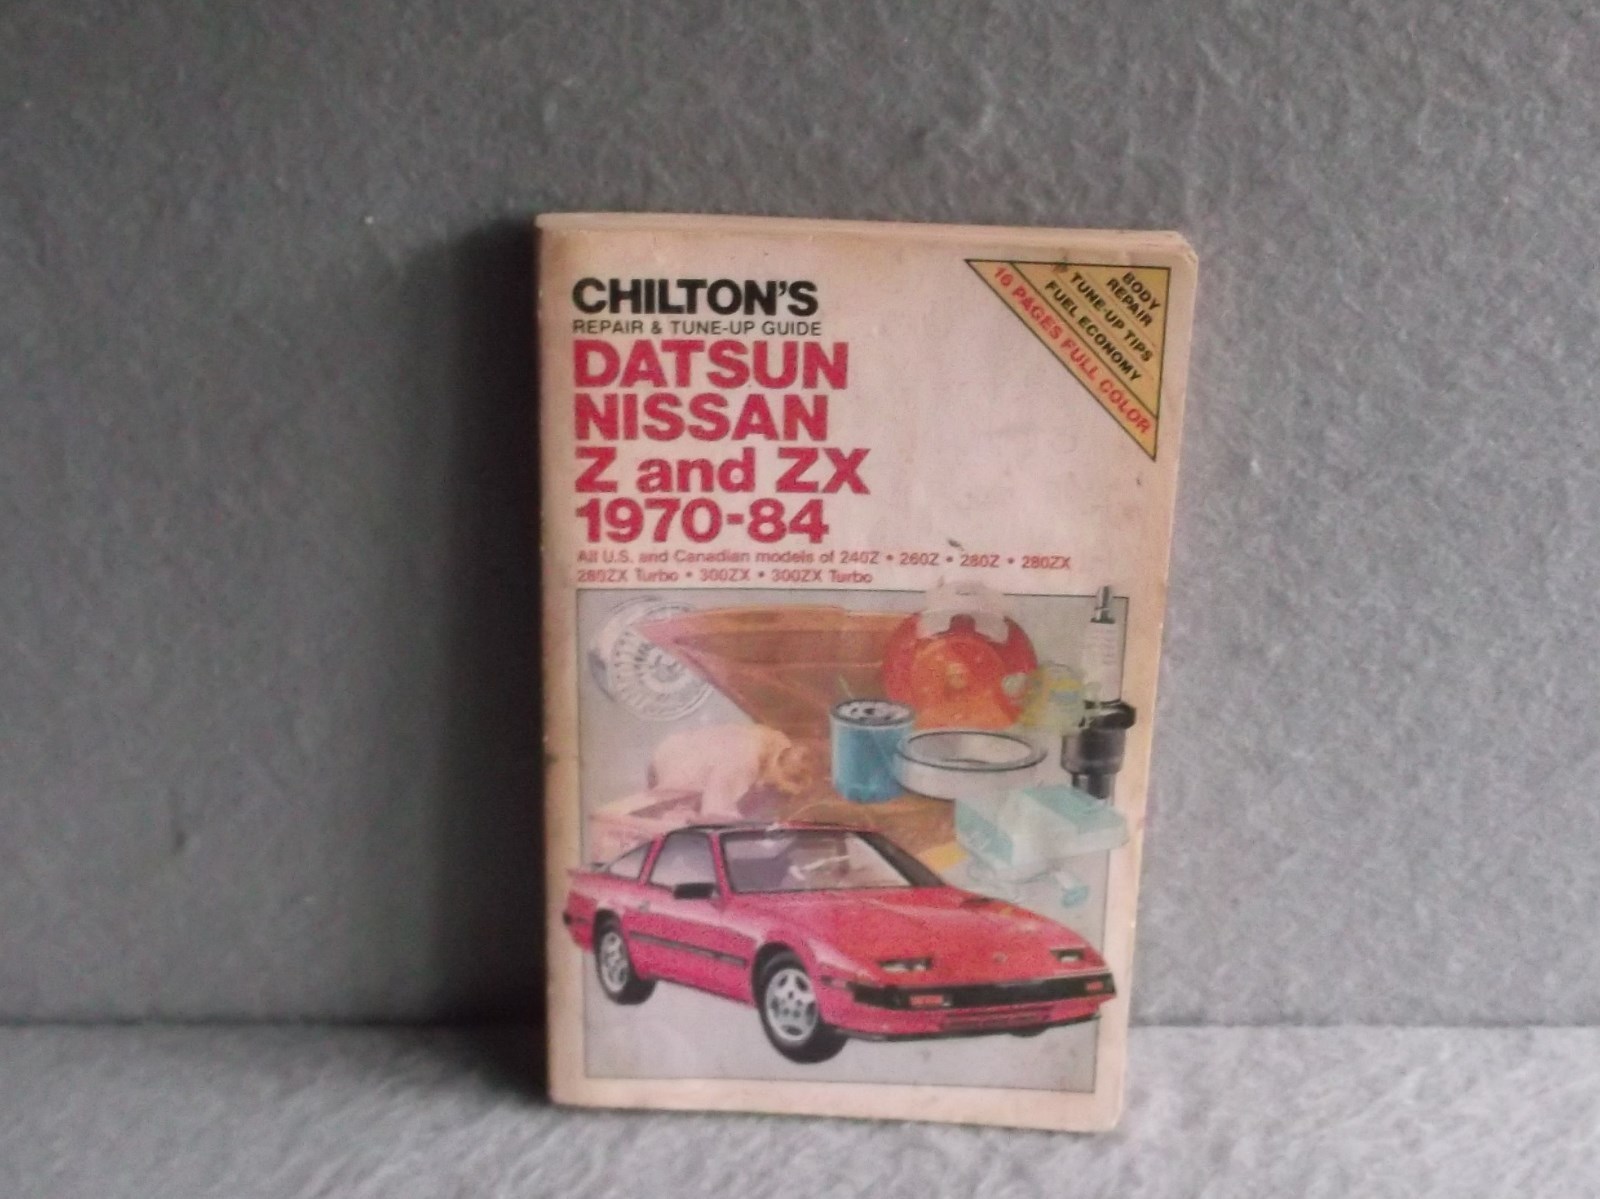 CHILTON'S
REPAIR & TUNE-UP GUIDE
DATSUN
NISSAN
Z and ZX
1970-84
All U.S. and Canadian models of 240Z • 260Z • 280Z • 280ZX
280ZX Turbo • 300ZX • 300ZX Turbo
BODY
REPAIR
TUNE-UP TIPS
FUEL ECONOMY
16 PAGES FULL COLOR